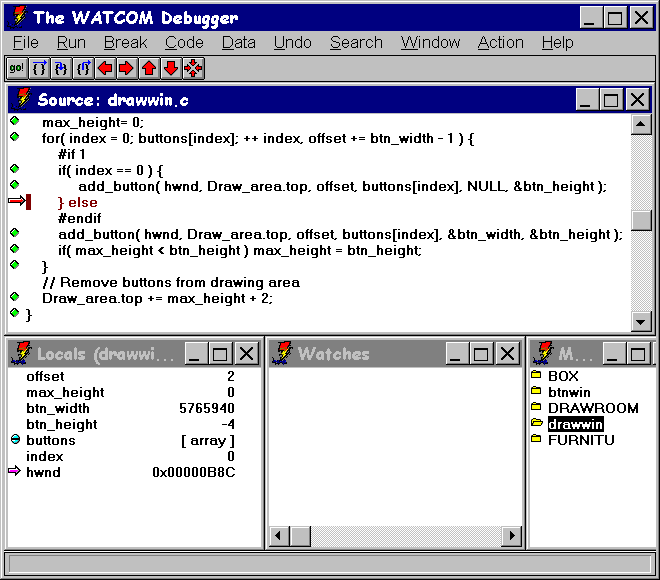 The WATCOM Debugger
File Run Break Code Data Undo Search Window Action Help
go!
Source: drawwin.c
max_height= 0;
for( index = 0; buttons[index]; ++ index, offset += btn_width - 1 ) {
#if 1
if( index == 0 ) {
add_button( hwnd, Draw_area.top, offset, buttons[index], NULL, &btn_height );
} else
#endif
add_button( hwnd, Draw_area.top, offset, buttons[index], &btn_width, &btn_height );
if( max_height < btn_height ) max_height = btn_height;
}
// Remove buttons from drawing area
Draw_area.top += max_height + 2;
}
Locals (drawwi...
offset 2
max_height 0
btn_width 5765940
btn_height -4
buttons [ array ]
index 0
hwnd 0x00000B8C
Watches
M...
BOX
btnwin
DRAWROOM
drawwin
FURNITU